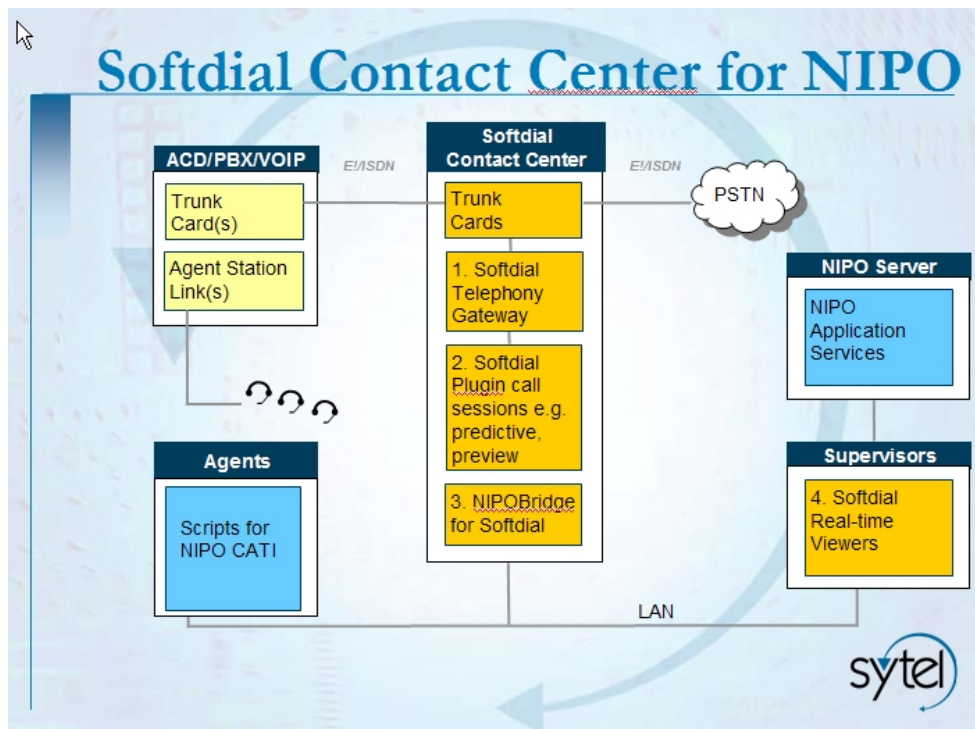 Softdial Contact Center for NIPO
ACD/PBX/VOIP
Trunk
Card(s)
Agent Station
Link(s)
E!/ISDN
Softdial
Contact Center
Trunk
Cards
1. Softdial
Telephony
Gateway
2. Softdial
Plugin call
sessions e.g.
predictive,
preview
3. NIPOBridge
for Softdial
E!/ISDN
PSTN
NIPO Server
NIPO
Application
Services
Agents
Scripts for
NIPO CATI
Supervisors
4. Softdial
Real-time
Viewers
LAN
sytel